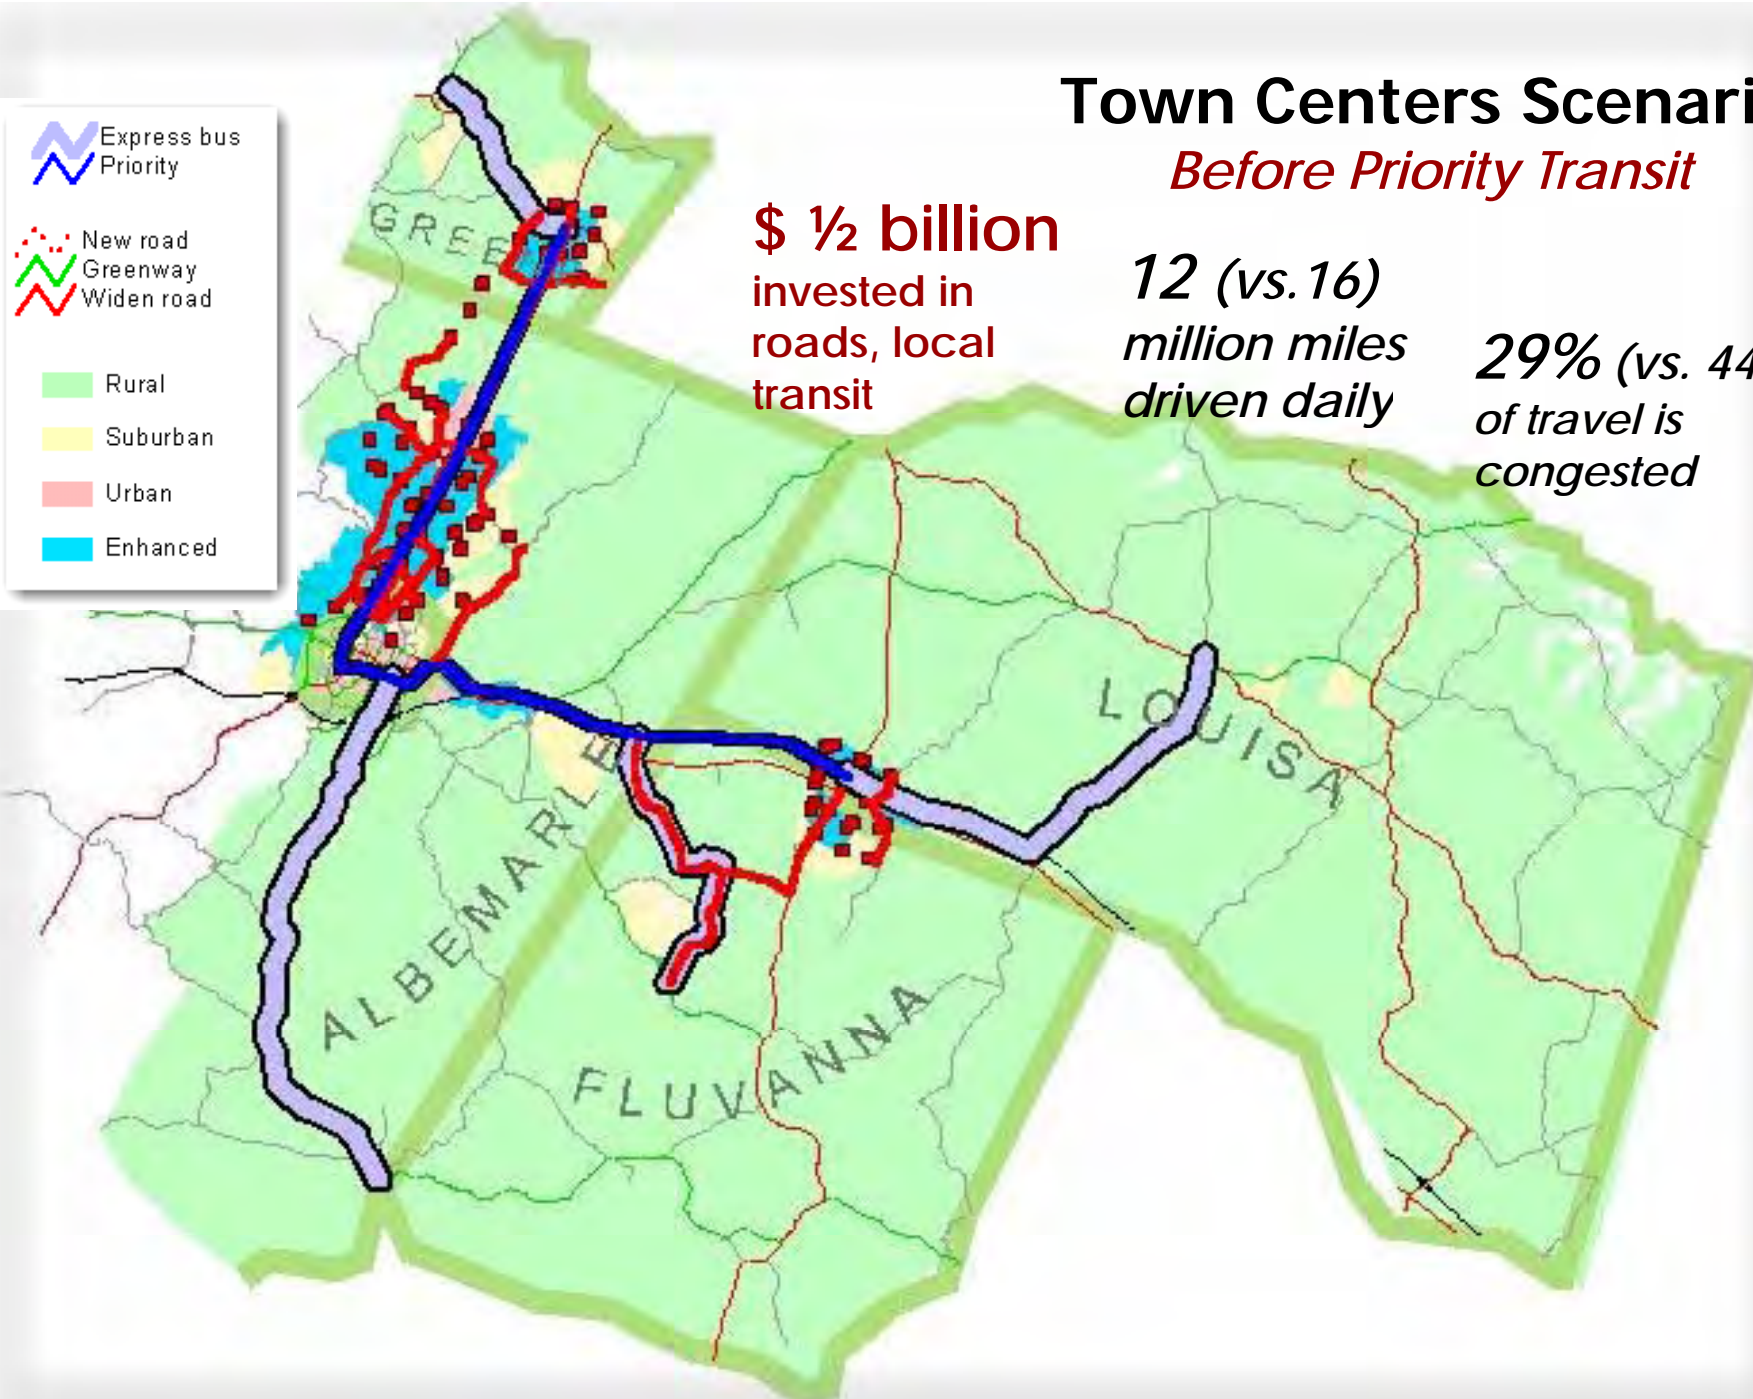 Town Centers Scenari
Before Priority Transit
Express bus
Priority
New road
Greenway
Widen road
Rural
Suburban
Urban
Enhanced
$ ½ billion
invested in
roads, local
transit
12 (vs.16)
million miles
driven daily
29% (vs. 44
of travel is
congested
GREE
LOUISA
ALBEMARLE
FLUVANNA